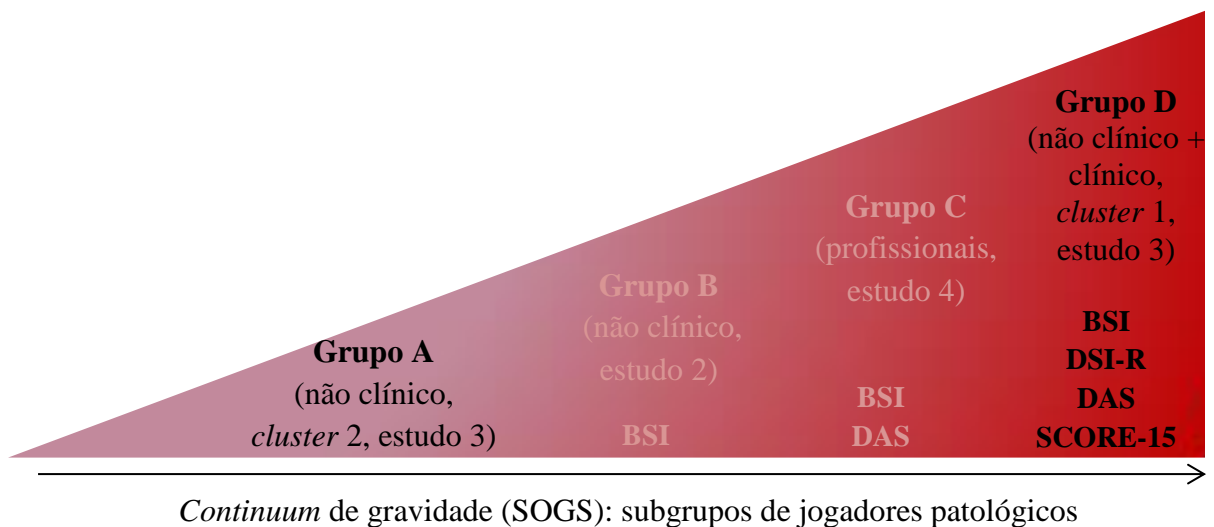 Grupo A
(não clínico,
cluster 2, estudo 3)
Grupo B
(não clínico,
estudo 2)
BSI
Grupo C
(profissionais,
estudo 4)
BSI
DAS
Grupo D
(não clínico +
clínico,
cluster 1,
estudo 3)
BSI
DSI-R
DAS
SCORE-15
Continuum de gravidade (SOGS): subgrupos de jogadores patológicos